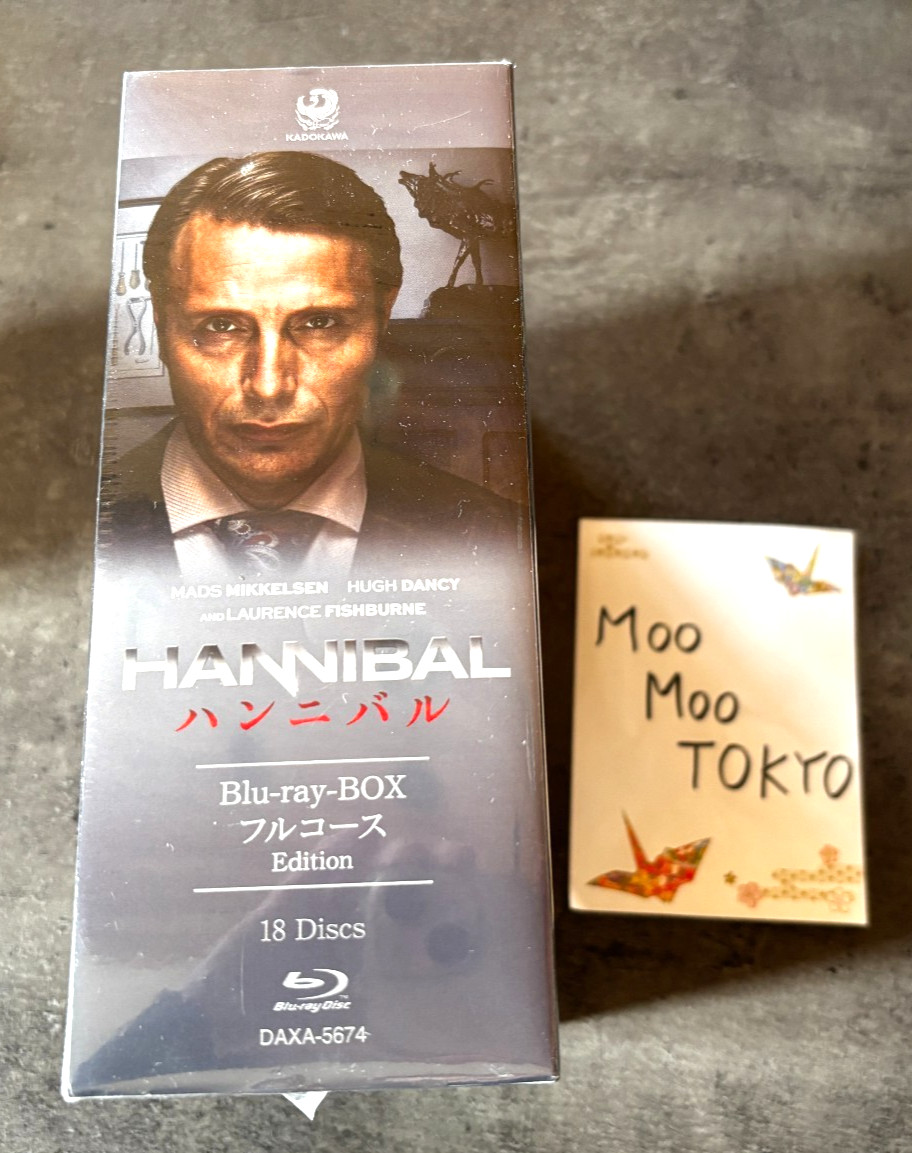 KADOKAWA
MADS MIKKELSEN HUGH DANCY
AND LAURENCE FISHBURNE
HANNIBAL
ハンニバル
Blu-ray-BOX
フルコース
Edition
18 Discs
Blu-ray Disc™
DAXA-5674
MOO
MOO
TOKYO